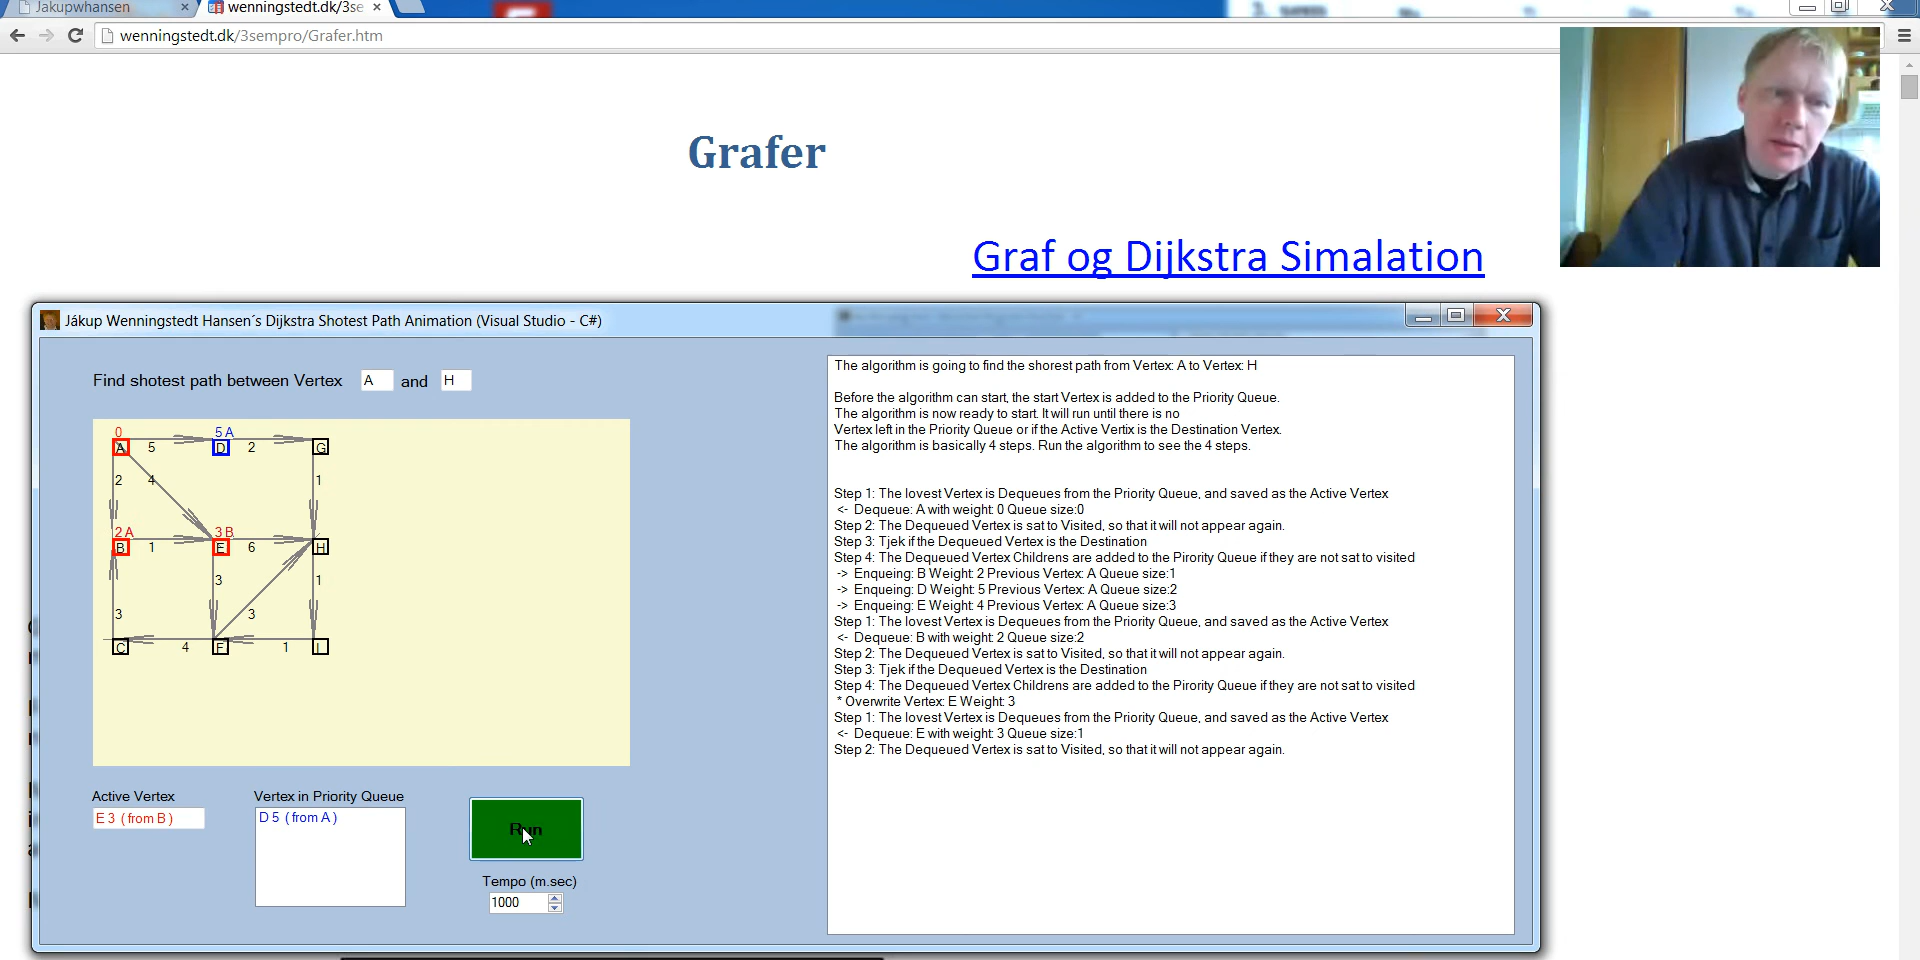 Jakupwhansen
wenningstedt.dk/3se
wenningstedt.dk/3sempro/Grafer.htm
Grafer
Graf og Dijkstra Simalation
Jákup Wenningstedt Hansen´s Dijkstra Shotest Path Animation (Visual Studio - C#)
Find shotest path between Vertex A and H
0
5 A
A 5 D 2 G
2 4 1
2 A 3 B
B 1 E 6 H
3 1
3 3
C 4 F 1 I
Active Vertex
E 3 ( from B )
Vertex in Priority Queue
D 5 ( from A )
Run
Tempo (m.sec)
1000
The algorithm is going to find the shorest path from Vertex: A to Vertex: H
Before the algorithm can start, the start Vertex is added to the Priority Queue.
The algorithm is now ready to start. It will run until there is no
Vertex left in the Priority Queue or if the Active Vertix is the Destination Vertex.
The algorithm is basically 4 steps. Run the algorithm to see the 4 steps.
Step 1: The lovest Vertex is Dequeues from the Priority Queue, and saved as the Active Vertex
<- Dequeue: A with weight: 0 Queue size:0
Step 2: The Dequeued Vertex is sat to Visited, so that it will not appear again.
Step 3: Tjek if the Dequeued Vertex is the Destination
Step 4: The Dequeued Vertex Childrens are added to the Pirority Queue if they are not sat to visited
-> Enqueing: B Weight: 2 Previous Vertex: A Queue size:1
-> Enqueing: D Weight: 5 Previous Vertex: A Queue size:2
-> Enqueing: E Weight: 4 Previous Vertex: A Queue size:3
Step 1: The lovest Vertex is Dequeues from the Priority Queue, and saved as the Active Vertex
<- Dequeue: B with weight: 2 Queue size:2
Step 2: The Dequeued Vertex is sat to Visited, so that it will not appear again.
Step 3: Tjek if the Dequeued Vertex is the Destination
Step 4: The Dequeued Vertex Childrens are added to the Pirority Queue if they are not sat to visited
* Overwrite Vertex: E Weight: 3
Step 1: The lovest Vertex is Dequeues from the Priority Queue, and saved as the Active Vertex
<- Dequeue: E with weight: 3 Queue size:1
Step 2: The Dequeued Vertex is sat to Visited, so that it will not appear again.